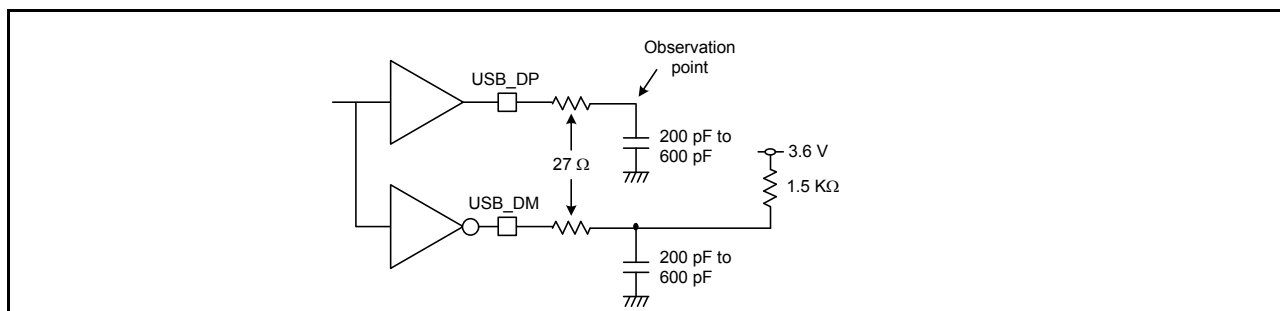 Observation
point
USB_DP
200 pF to
600 pF
3.6 V
27 Ω
1.5 KΩ
USB_DM
200 pF to
600 pF